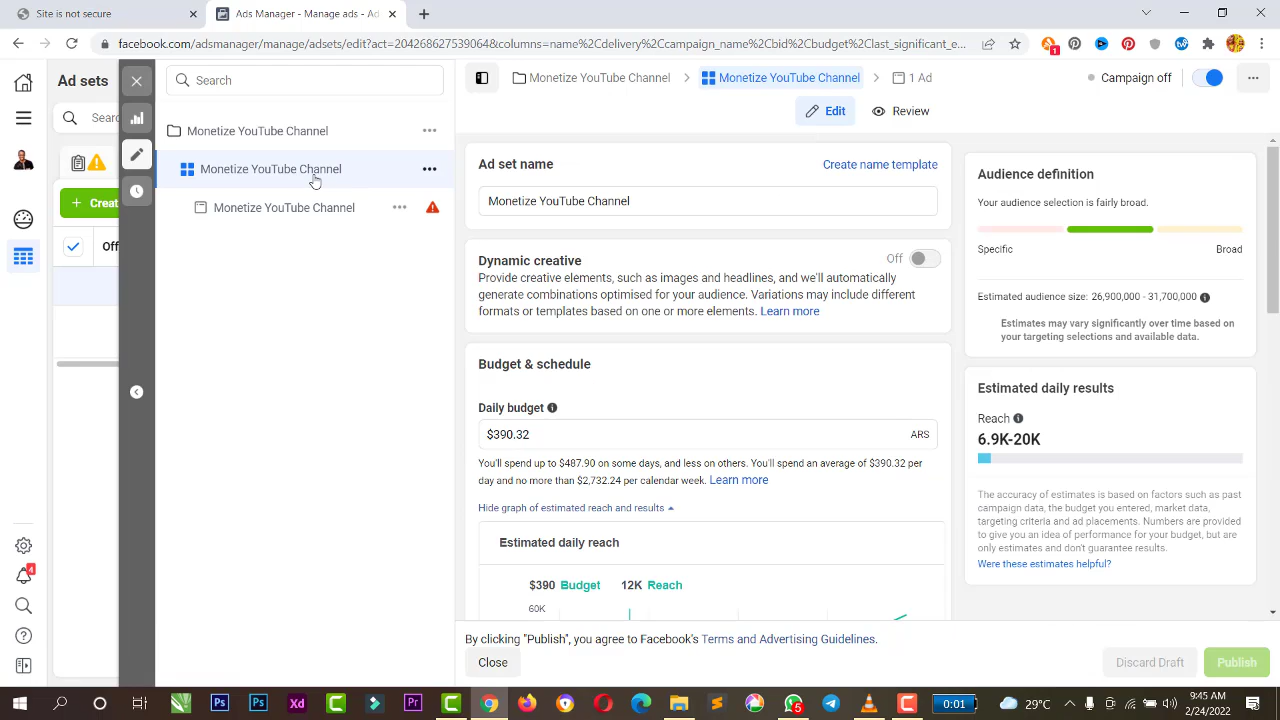 Site is not secure
Ads Manager - Manage ads - Ad
facebook.com/adsmanager/manage/adsets/edit?act=204626627539064&columns=name%2Cdelivery%2Ccampaign_name%2Cbid%2Cbudget%2Clast_significant_e...
1
Ad sets
Search
Monetize YouTube Channel
1 Ad
Campaign off
Searc
Edit
Review
Monetize YouTube Channel
Monetize YouTube Channel
Monetize YouTube Channel
Monetize YouTube Channel
Creat
Off
Ad set name
Create name template
Monetize YouTube Channel
Dynamic creative
Off
Provide creative elements, such as images and headlines, and we'll automatically
generate combinations optimised for your audience. Variations may include different
formats or templates based on one or more elements. Learn more
Budget & schedule
Daily budget
$390.32
ARS
You'll spend up to $487.90 on some days, and less on others. You'll spend an average of $390.32 per
day and no more than $2,732.24 per calendar week. Learn more
Hide graph of estimated reach and results
Estimated daily reach
$390 Budget 12K Reach
60K
Audience definition
Your audience selection is fairly broad.
Specific
Broad
Estimated audience size: 26,900,000 - 31,700,000
Estimates may vary significantly over time based on
your targeting selections and available data.
Estimated daily results
Reach
6.9K-20K
The accuracy of estimates is based on factors such as past
campaign data, the budget you entered, market data,
targeting criteria and ad placements. Numbers are provided
to give you an idea of performance for your budget, but are
only estimates and don't guarantee results.
Were these estimates helpful?
4
By clicking "Publish", you agree to Facebook's Terms and Advertising Guidelines.
Close
Discard Draft
Publish
Ps
Ps
Xd
Pr
5
0:01
29°C
9:45 AM
2/24/2022